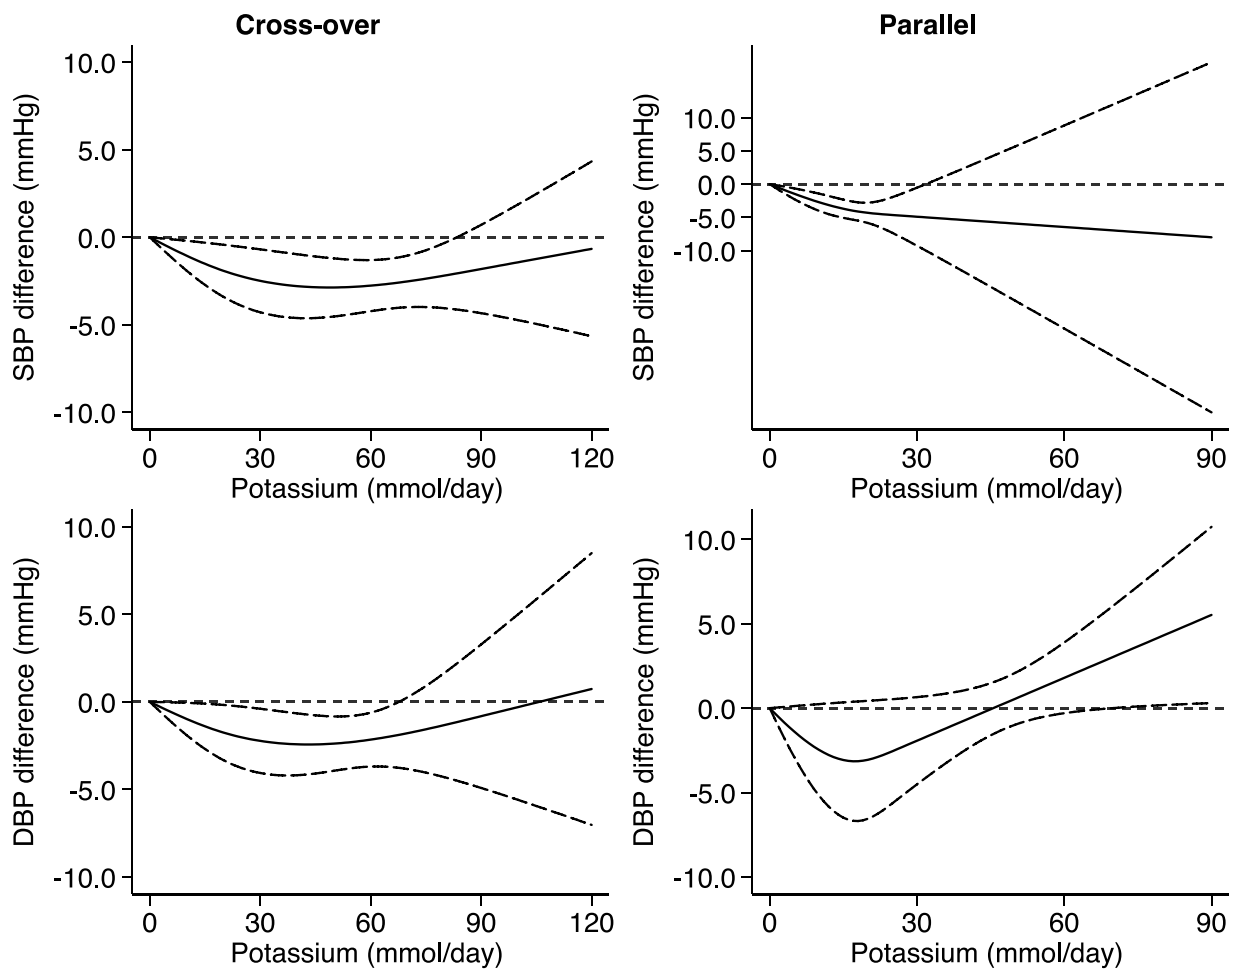 Cross-over
SBP difference (mmHg)
10.0
5.0
0.0
-5.0
-10.0
0 30 60 90 120
Potassium (mmol/day)
Parallel
SBP difference (mmHg)
10.0
5.0
0.0
-5.0
-10.0
0 30 60 90
Potassium (mmol/day)
DBP difference (mmHg)
10.0
5.0
0.0
-5.0
-10.0
0 30 60 90 120
Potassium (mmol/day)
DBP difference (mmHg)
10.0
5.0
0.0
-5.0
-10.0
0 30 60 90
Potassium (mmol/day)